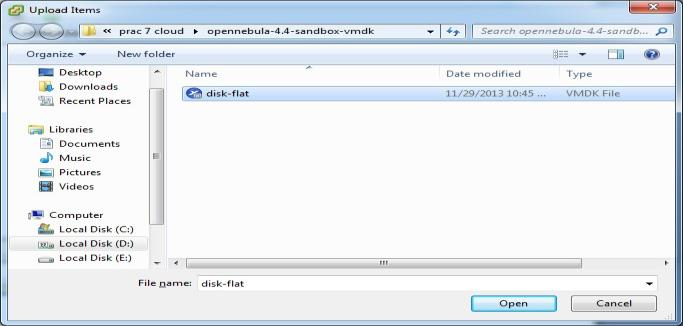 Upload Items
prac 7 cloud
opennebula-4.4-sandbox-vmdk
Search opennebula-4.4-sandb...
Organize
New folder
Name
Date modified
Type
Desktop
Downloads
Recent Places
Libraries
Documents
Music
Pictures
Videos
Computer
Local Disk (C:)
Local Disk (D:)
Local Disk (E:)
disk-flat
11/29/2013 10:45 ...
VMDK File
File name:
disk-flat
Open
Cancel